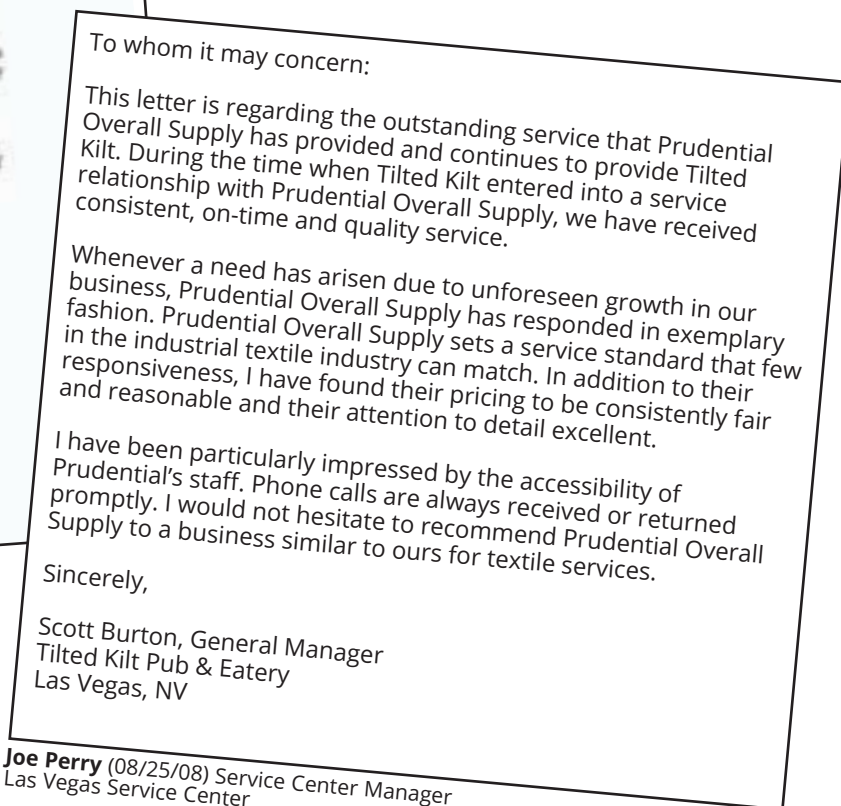 To whom it may concern:
This letter is regarding the outstanding service that Prudential
Overall Supply has provided and continues to provide Tilted
Kilt. During the time when Tilted Kilt entered into a service
relationship with Prudential Overall Supply, we have received
consistent, on-time and quality service.
Whenever a need has arisen due to unforeseen growth in our
business, Prudential Overall Supply has responded in exemplary
fashion. Prudential Overall Supply sets a service standard that few
in the industrial textile industry can match. In addition to their
responsiveness, I have found their pricing to be consistently fair
and reasonable and their attention to detail excellent.
I have been particularly impressed by the accessibility of
Prudential’s staff. Phone calls are always received or returned
promptly. I would not hesitate to recommend Prudential Overall
Supply to a business similar to ours for textile services.
Sincerely,
Scott Burton, General Manager
Tilted Kilt Pub & Eatery
Las Vegas, NV
Joe Perry (08/25/08) Service Center Manager
Las Vegas Service Center